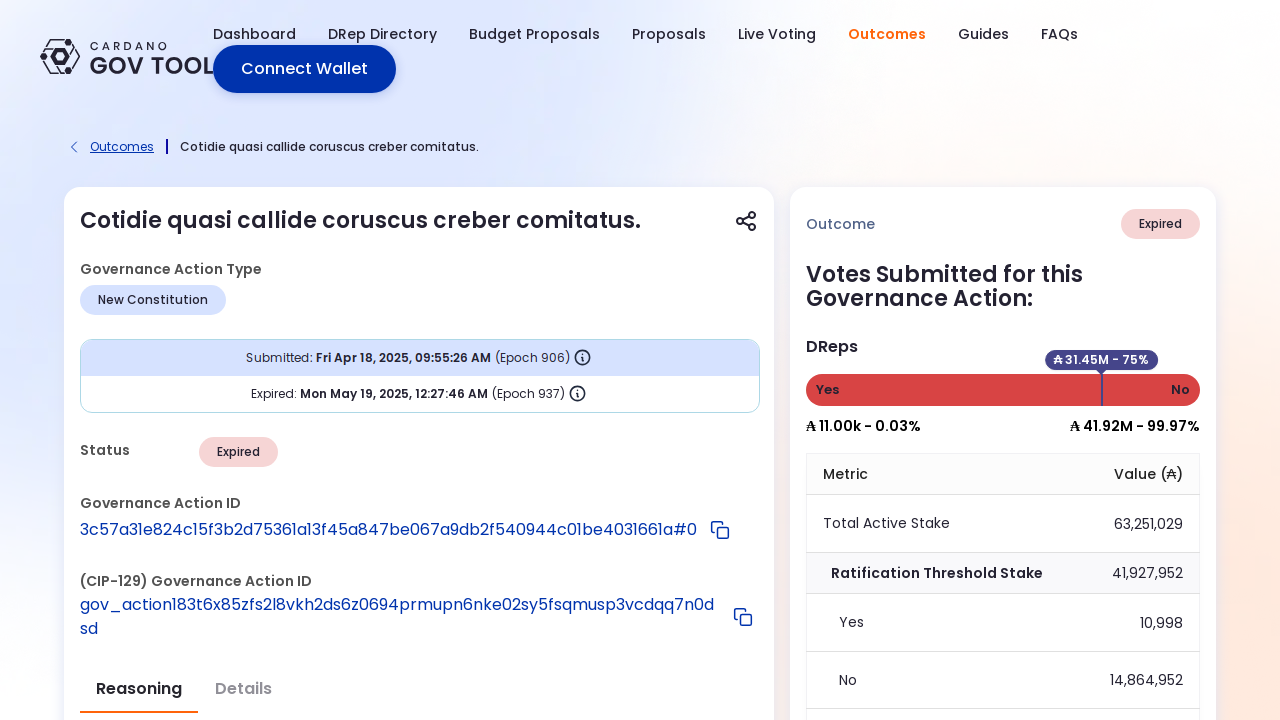 CARDANO
GOV TOOL
Dashboard
DRep Directory
Budget Proposals
Proposals
Live Voting
Outcomes
Guides
FAQs
Connect Wallet
Outcomes
Cotidie quasi callide coruscus creber comitatus.
Cotidie quasi callide coruscus creber comitatus.
Governance Action Type
New Constitution
Submitted: Fri Apr 18, 2025, 09:55:26 AM (Epoch 906)
Expired: Mon May 19, 2025, 12:27:46 AM (Epoch 937)
Status
Expired
Governance Action ID
3c57a31e824c15f3b2d75361a13f45a847be067a9db2f540944c01be4031661a#0
(CIP-129) Governance Action ID
gov_action183t6x85zfs2l8vkh2ds6z0694prmupn6nke02sy5fsqmusp3vcdqq7n0d
sd
Reasoning
Details
Outcome
Expired
Votes Submitted for this
Governance Action:
DReps
₳ 31.45M - 75%
Yes
No
₳ 11.00k - 0.03%
₳ 41.92M - 99.97%
Metric
Value (₳)
Total Active Stake
63,251,029
Ratification Threshold Stake
41,927,952
Yes
10,998
No
14,864,952